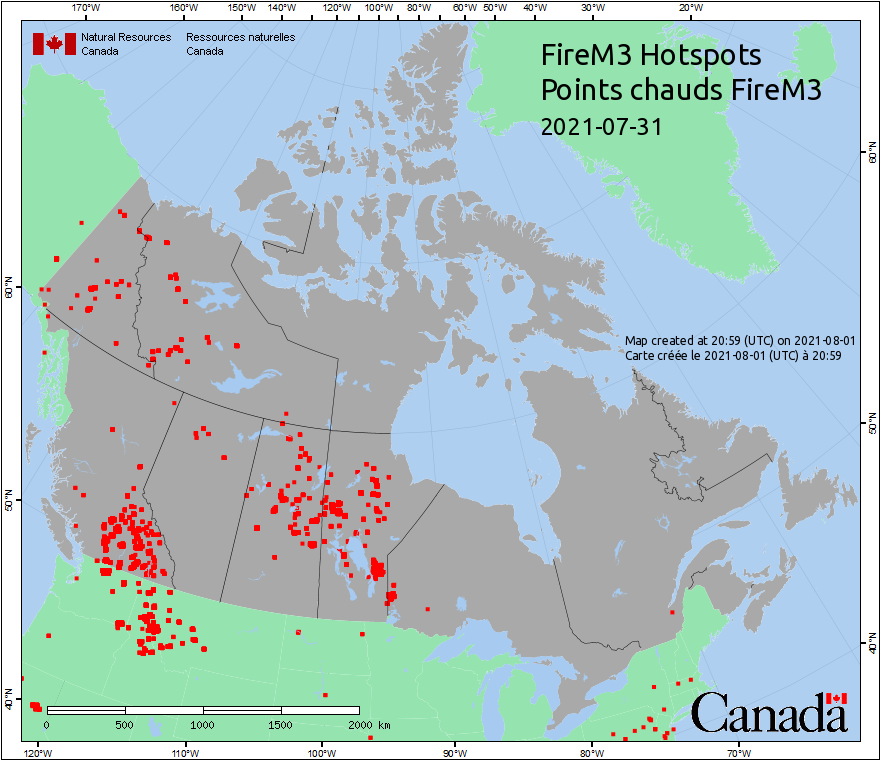 170°W 160°W 150°W 140°W 130°W 120°W 110°W 100°W 90°W 80°W 60°W 50°W 40°W 30°W 20°W
Natural Resources Canada
Ressources naturelles Canada
FireM3 Hotspots
Points chauds FireM3
2021-07-31
60°N
60°N
Map created at 20:59 (UTC) on 2021-08-01
Carte créée le 2021-08-01 (UTC) à 20:59
50°N
50°N
40°N
40°N
Canada
0 500 1000 1500 2000 km
120°W 110°W 100°W 90°W 80°W 70°W